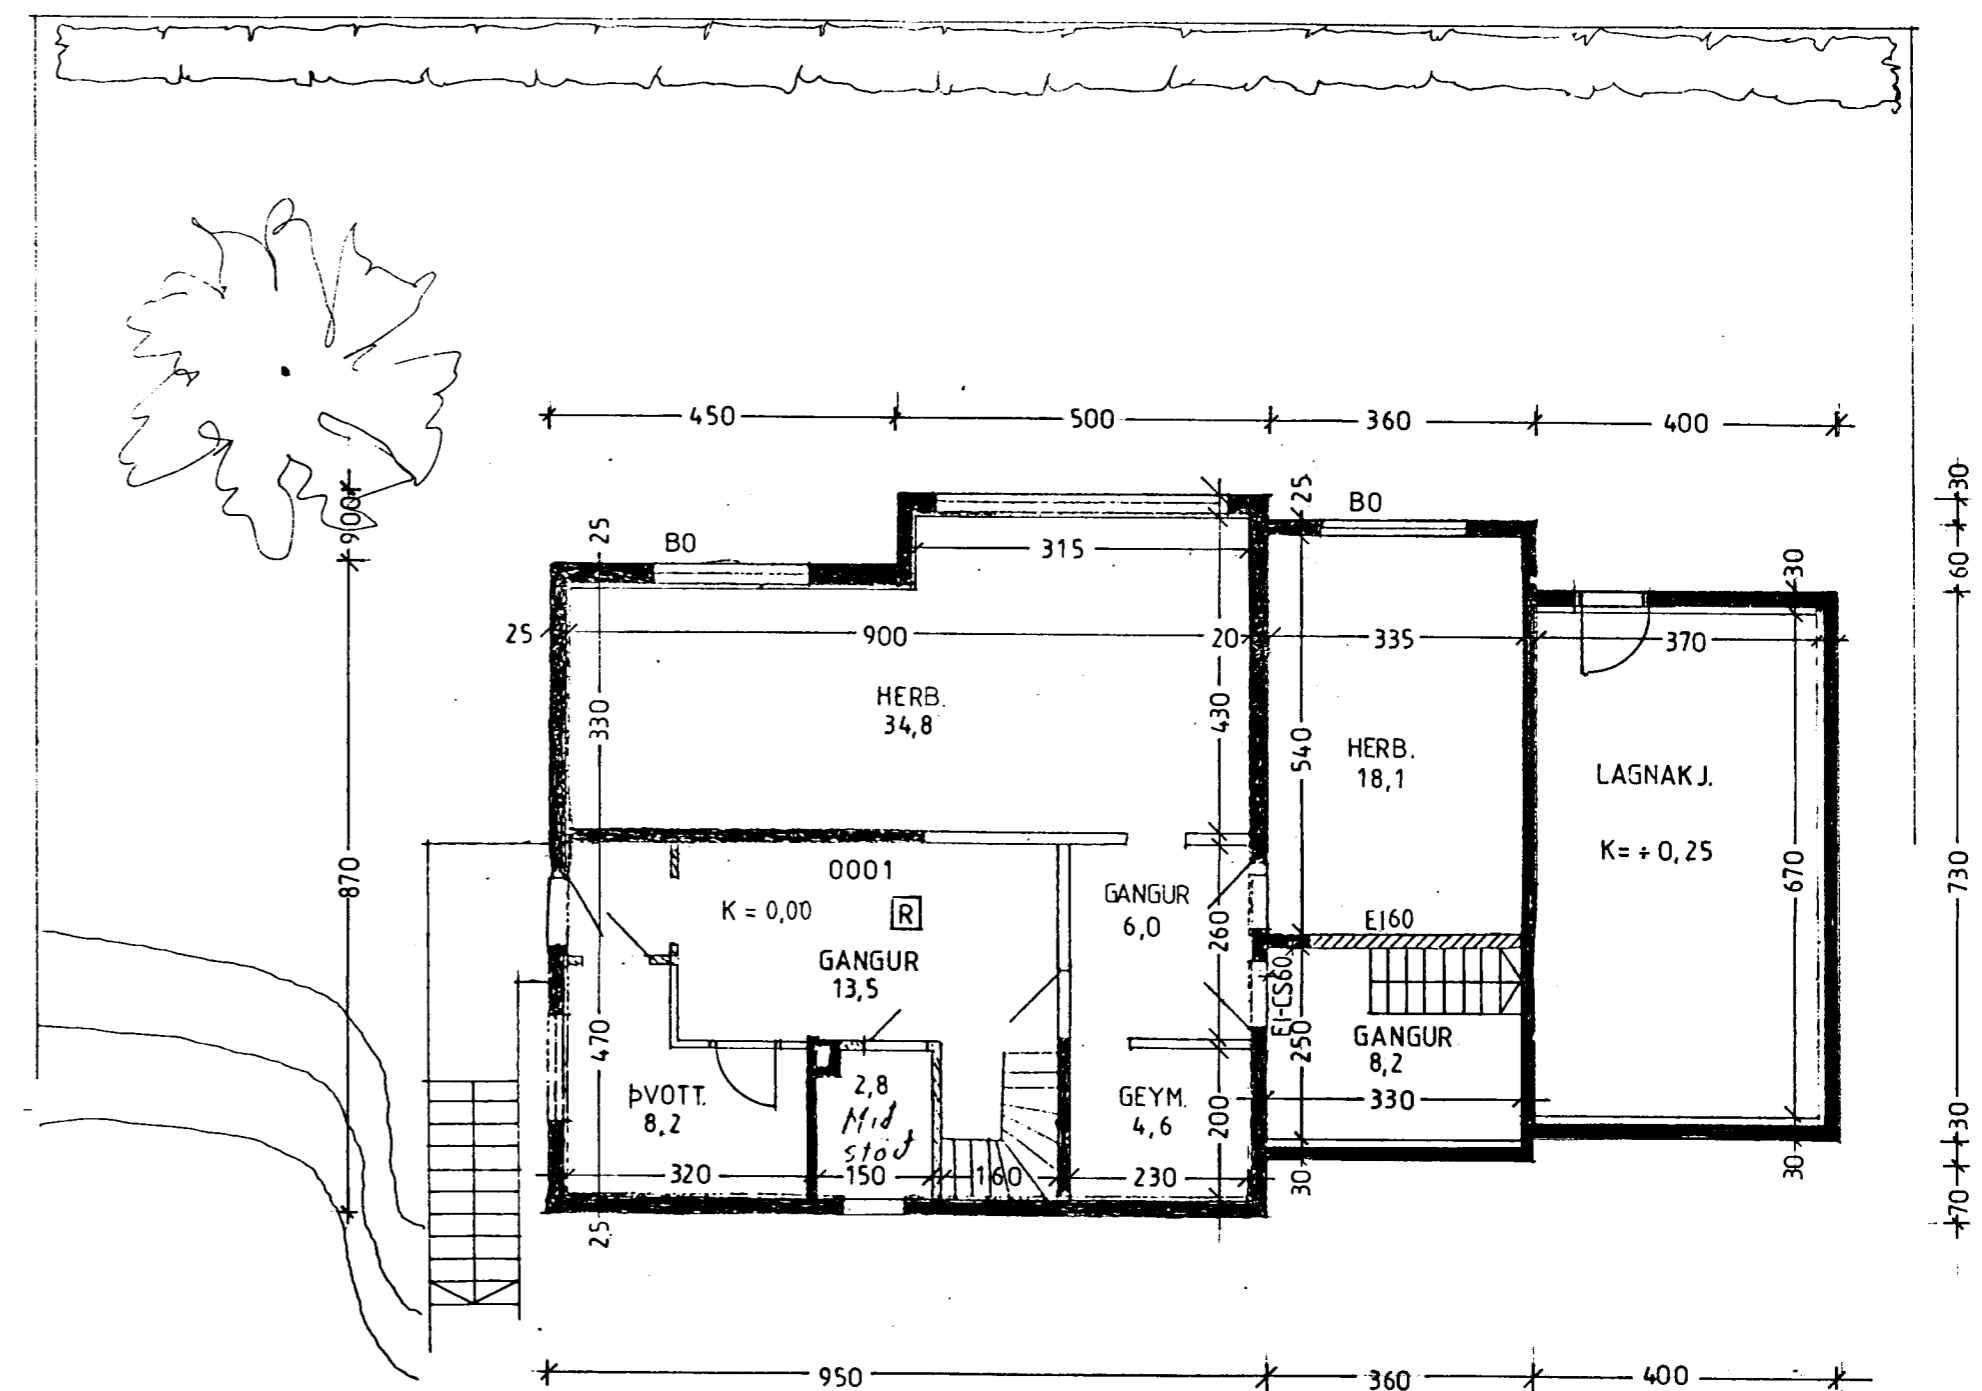 450 500 360 400
30
60
900
25
B0
25
B0
315
30
25 900 20 335 370
330
HERB.
34,8
430
540
HERB.
18,1
LAGNAKJ.
K= ÷ 0,25
670
730
870
0001
K = 0,00
R
GANGUR
13,5
GANGUR
6,0
260
EI60
EI-CS60
250
GANGUR
8,2
330
470
ÞVOTT.
8,2
2,8
Mið
stöð
GEYM.
4,6
200
320 150 160 230
25
30
30
30
70
950 360 400